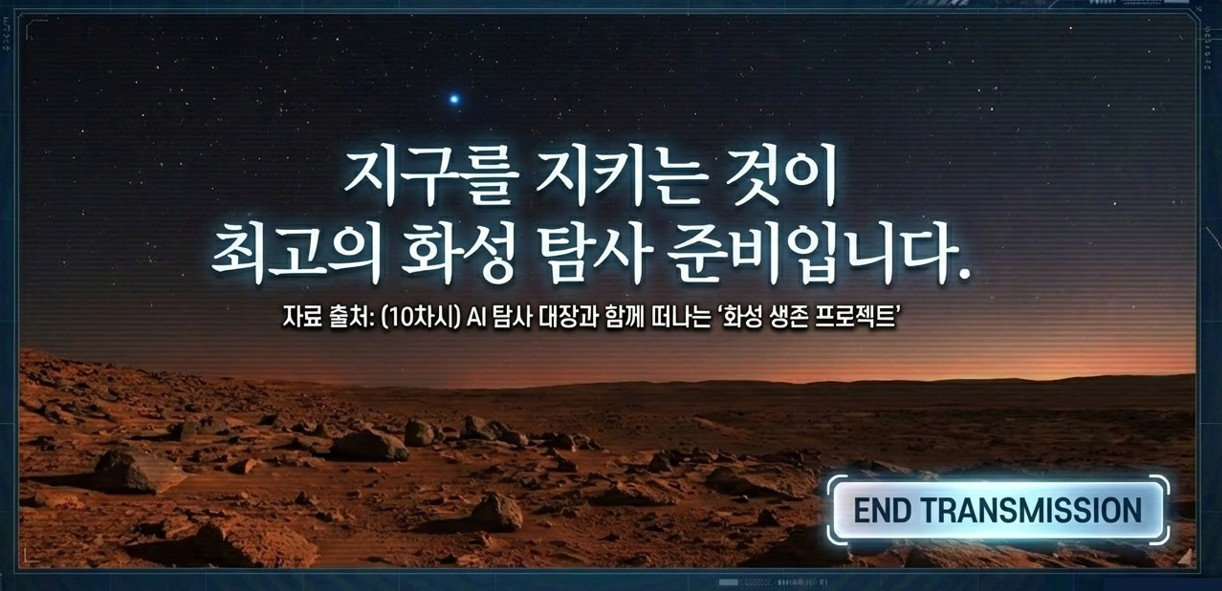 지구를 지키는 것이
최고의 화성 탐사 준비입니다.
자료 출처: (10차시) AI 탐사 대장과 함께 떠나는 ‘화성 생존 프로젝트’
END TRANSMISSION